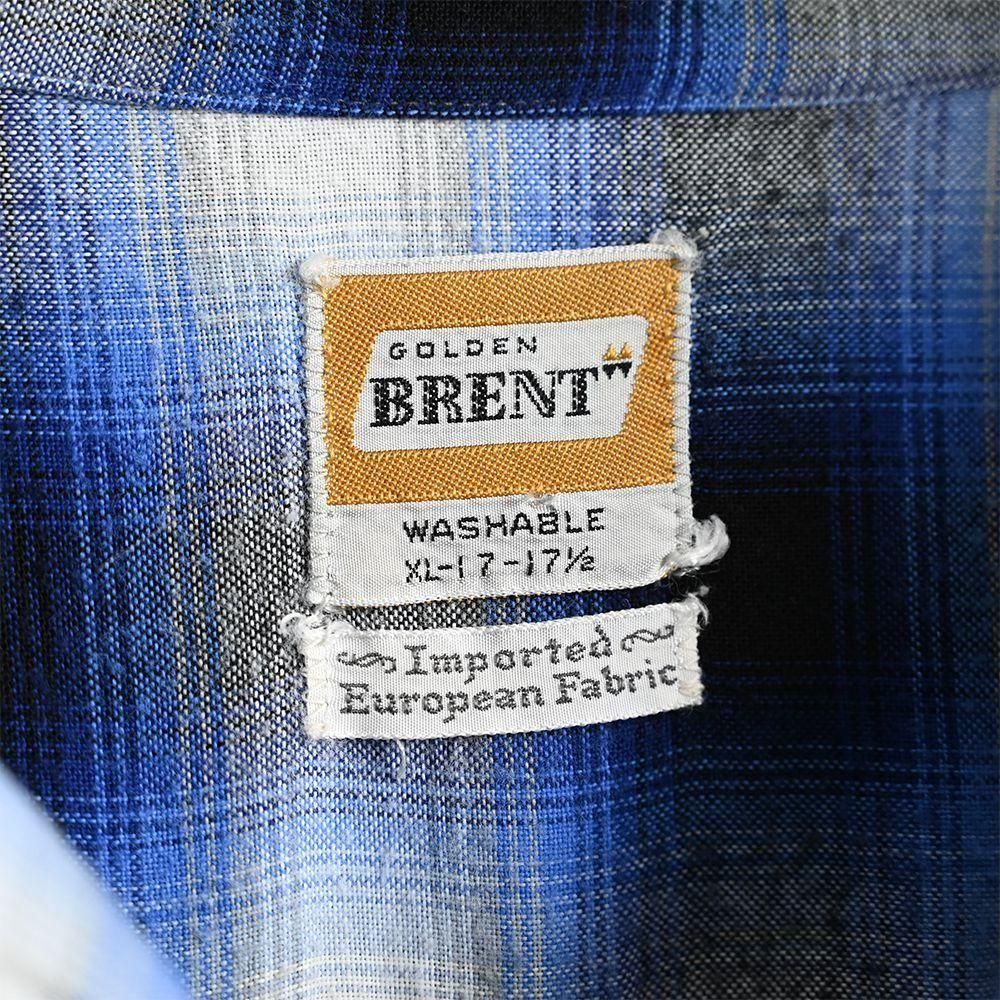 GOLDEN
BRENT
WASHABLE
XL-17-17½
Imported
European Fabric